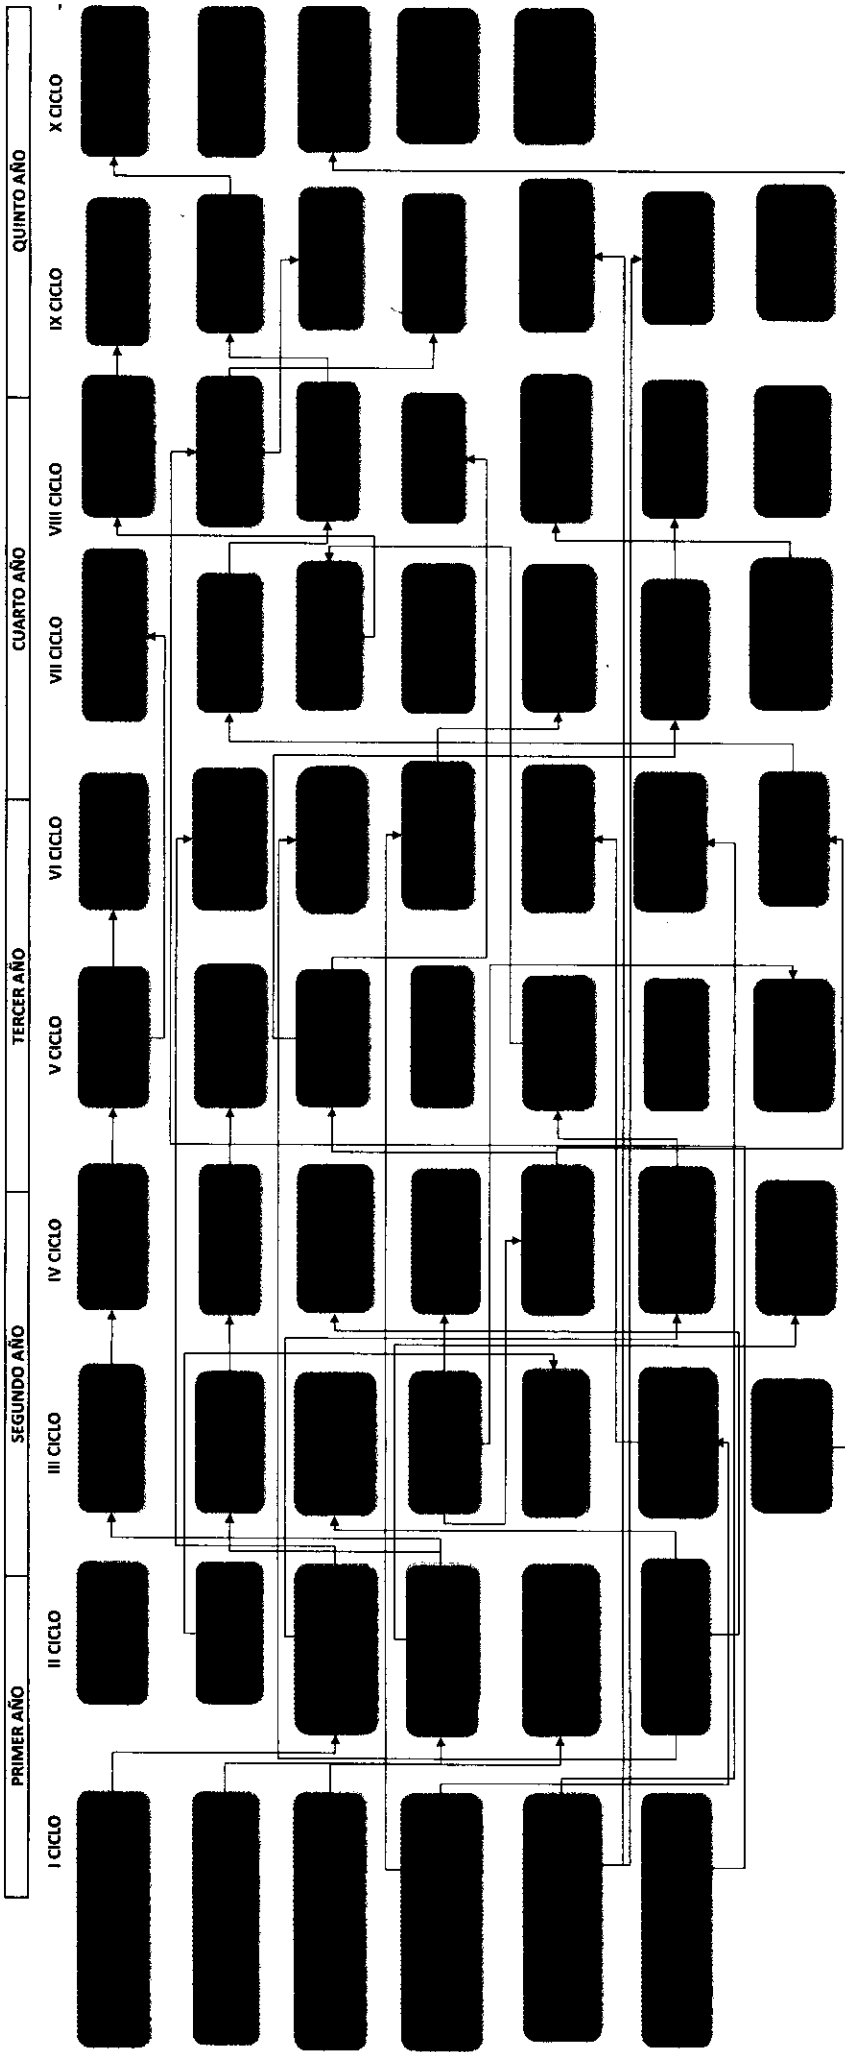 PRIMER AÑO
SEGUNDO AÑO
TERCER AÑO
CUARTO AÑO
QUINTO AÑO
I CICLO
II CICLO
III CICLO
IV CICLO
V CICLO
VI CICLO
VII CICLO
VIII CICLO
IX CICLO
X CICLO